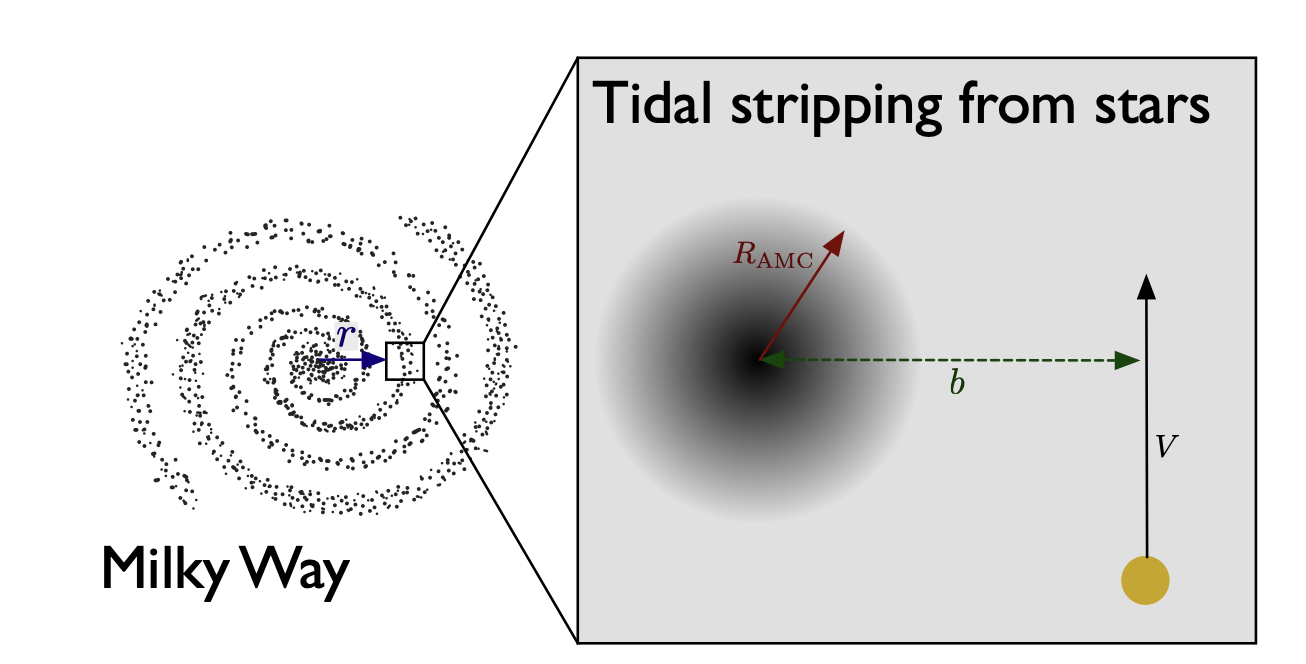 Tidal stripping from stars
R_AMC
r
b
V
Milky Way